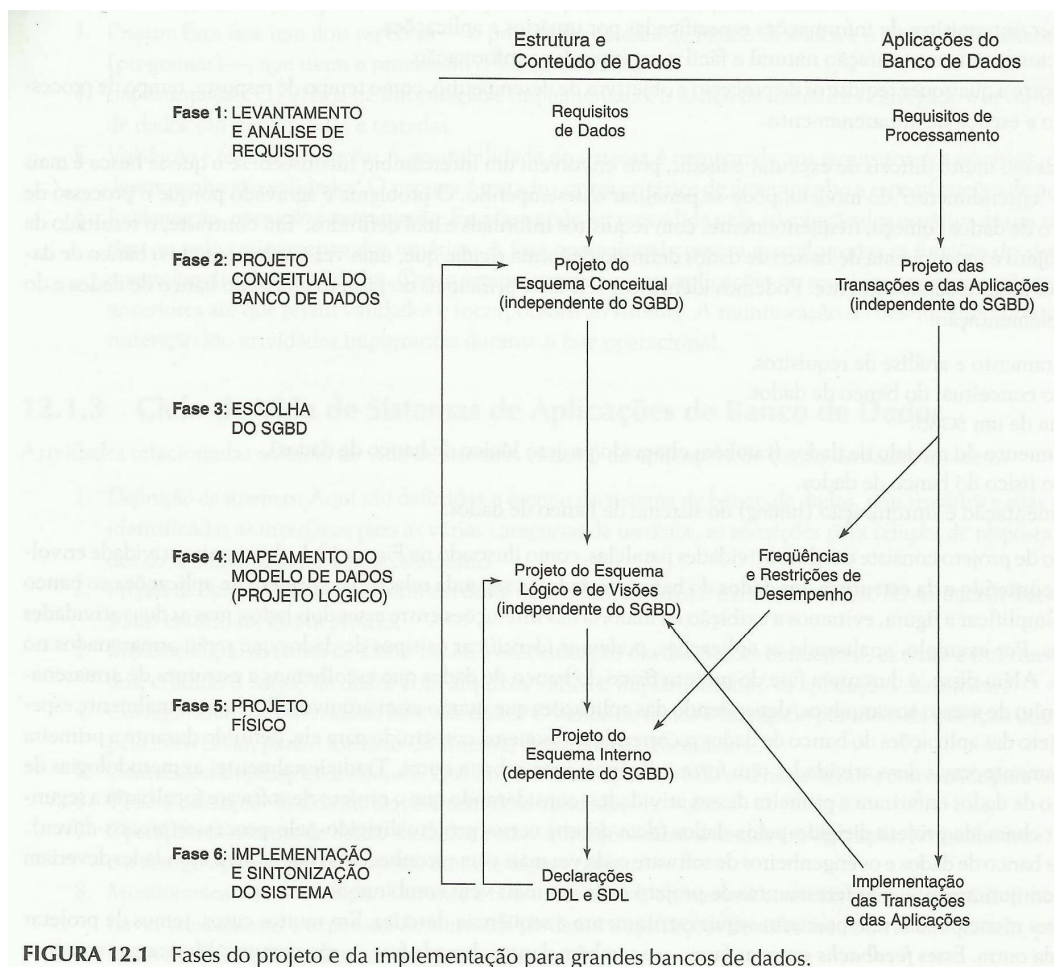 Estrutura e
Conteúdo de Dados
Aplicações do
Banco de Dados
Fase 1: LEVANTAMENTO
E ANÁLISE DE
REQUISITOS
Requisitos
de Dados
Requisitos de
Processamento
Fase 2: PROJETO
CONCEITUAL DO
BANCO DE DADOS
Projeto do
Esquema Conceitual
(independente do SGBD)
Projeto das
Transações e das Aplicações
(independente do SGBD)
Fase 3: ESCOLHA
DO SGBD
Fase 4: MAPEAMENTO DO
MODELO DE DADOS
(PROJETO LÓGICO)
Projeto do Esquema
Lógico e de Visões
(independente do SGBD)
Freqüências
e Restrições de
Desempenho
Fase 5: PROJETO
FÍSICO
Projeto do
Esquema Interno
(dependente do SGBD)
Fase 6: IMPLEMENTAÇÃO
E SINTONIZAÇÃO
DO SISTEMA
Declarações
DDL e SDL
Implementação
das Transações
e das Aplicações
FIGURA 12.1 Fases do projeto e da implementação para grandes bancos de dados.